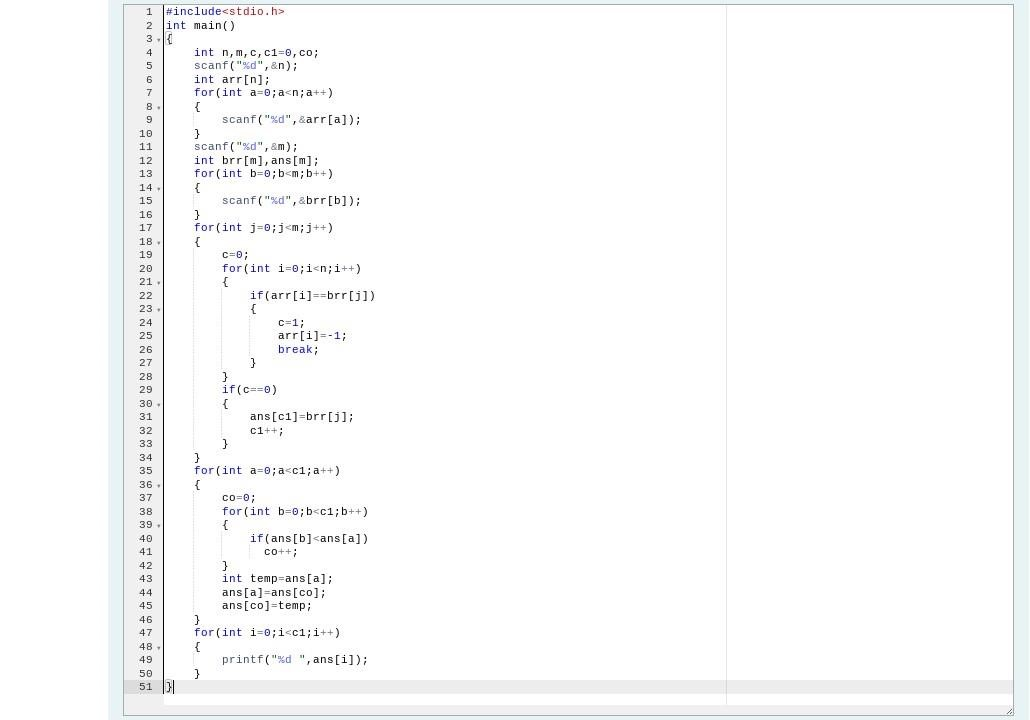 1 #include<stdio.h>
2 int main()
3 {
4     int n,m,c,c1=0,co;
5     scanf("%d",&n);
6     int arr[n];
7     for(int a=0;a<n;a++)
8     {
9         scanf("%d",&arr[a]);
10     }
11     scanf("%d",&m);
12     int brr[m],ans[m];
13     for(int b=0;b<m;b++)
14     {
15         scanf("%d",&brr[b]);
16     }
17     for(int j=0;j<m;j++)
18     {
19         c=0;
20         for(int i=0;i<n;i++)
21         {
22             if(arr[i]==brr[j])
23             {
24                 c=1;
25                 arr[i]=-1;
26                 break;
27             }
28         }
29         if(c==0)
30         {
31             ans[c1]=brr[j];
32             c1++;
33         }
34     }
35     for(int a=0;a<c1;a++)
36     {
37         co=0;
38         for(int b=0;b<c1;b++)
39         {
40             if(ans[b]<ans[a])
41               co++;
42         }
43         int temp=ans[a];
44         ans[a]=ans[co];
45         ans[co]=temp;
46     }
47     for(int i=0;i<c1;i++)
48     {
49         printf("%d ",ans[i]);
50     }
51 }